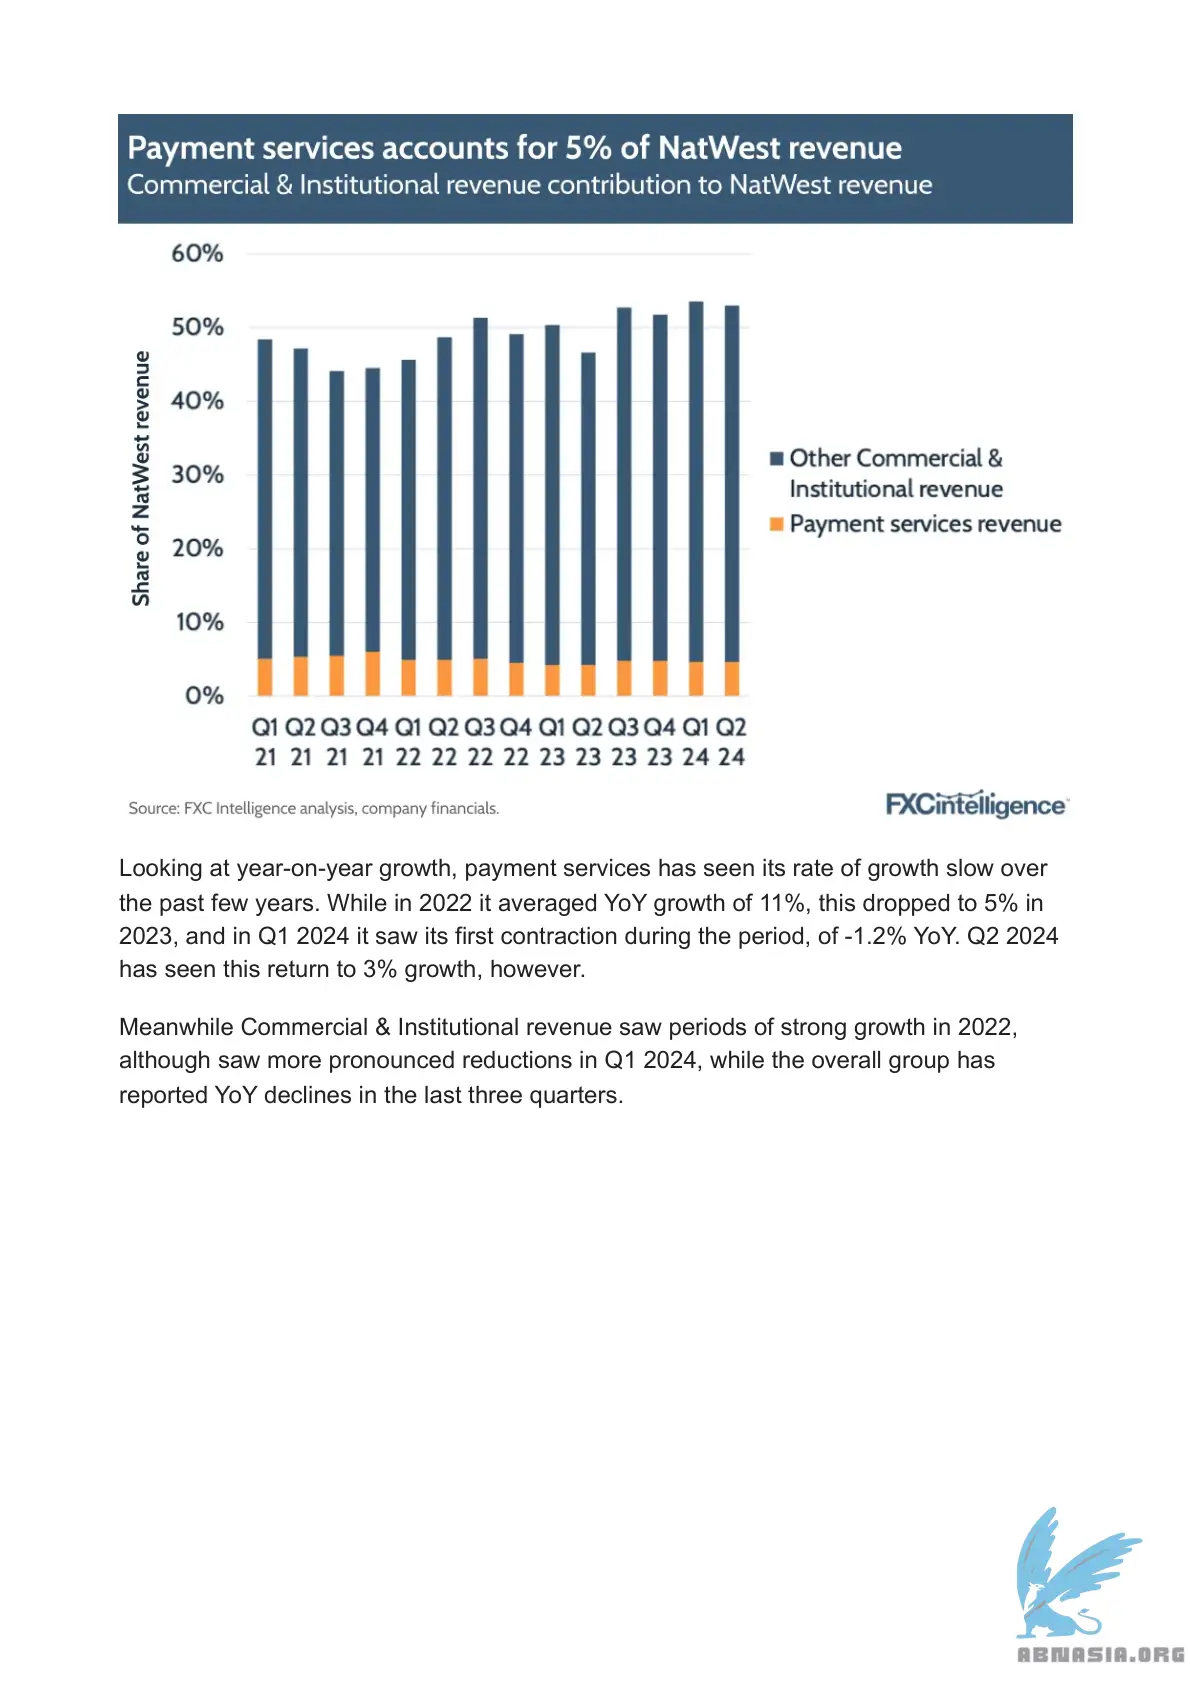 Payment services accounts for 5% of NatWest revenue
Commercial & Institutional revenue contribution to NatWest revenue
60%
50%
40%
30%
20%
10%
0%
Share of NatWest revenue
Other Commercial &
Institutional revenue
Payment services revenue
Q1 Q2 Q3 Q4 Q1 Q2 Q3 Q4 Q1 Q2 Q3 Q4 Q1 Q2
21 21 21 21 22 22 22 22 23 23 23 23 24 24
Source: FXC Intelligence analysis, company financials.
FXCintelligence™
Looking at year-on-year growth, payment services has seen its rate of growth slow over
the past few years. While in 2022 it averaged YoY growth of 11%, this dropped to 5% in
2023, and in Q1 2024 it saw its first contraction during the period, of -1.2% YoY. Q2 2024
has seen this return to 3% growth, however.
Meanwhile Commercial & Institutional revenue saw periods of strong growth in 2022,
although saw more pronounced reductions in Q1 2024, while the overall group has
reported YoY declines in the last three quarters.
ABNASIA.ORG